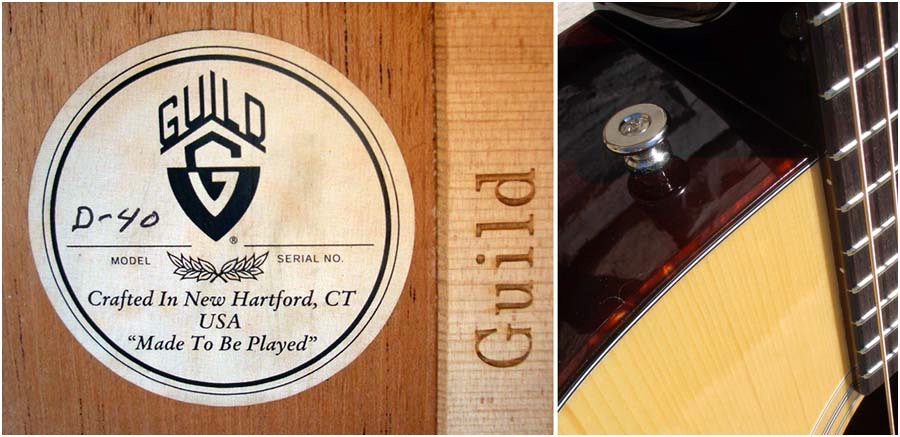 GUILD
G
®
D-40
MODEL SERIAL NO.
Crafted In New Hartford, CT
USA
“Made To Be Played”
Guild